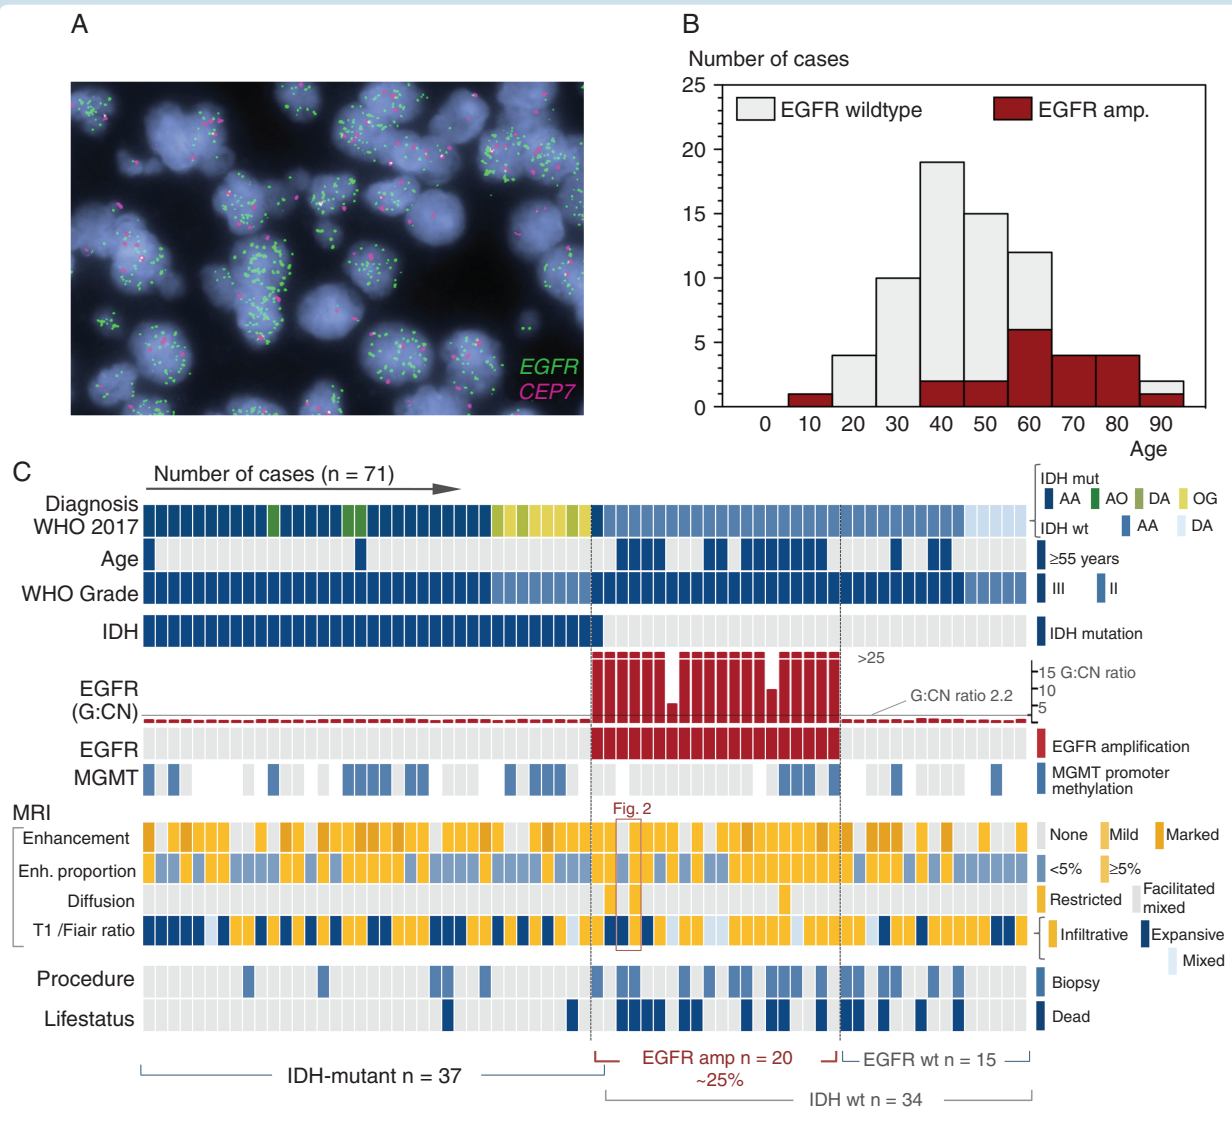 A
EGFR
CEP7
B
Number of cases
25
20
15
10
5
0
EGFR wildtype
EGFR amp.
0 10 20 30 40 50 60 70 80 90
Age
C
Number of cases (n = 71)
Diagnosis
WHO 2017
Age
WHO Grade
IDH
EGFR
(G:CN)
EGFR
MGMT
MRI
Enhancement
Enh. proportion
Diffusion
T1 /Fiair ratio
Procedure
Lifestatus
IDH mut
AA AO DA OG
IDH wt AA DA
≥55 years
III II
IDH mutation
>25
15 G:CN ratio
10
5
G:CN ratio 2.2
EGFR amplification
MGMT promoter
methylation
Fig. 2
None Mild Marked
<5% ≥5%
Restricted Facilitated
mixed
Infiltrative Expansive
Mixed
Biopsy
Dead
IDH-mutant n = 37
EGFR amp n = 20
~25%
EGFR wt n = 15
IDH wt n = 34